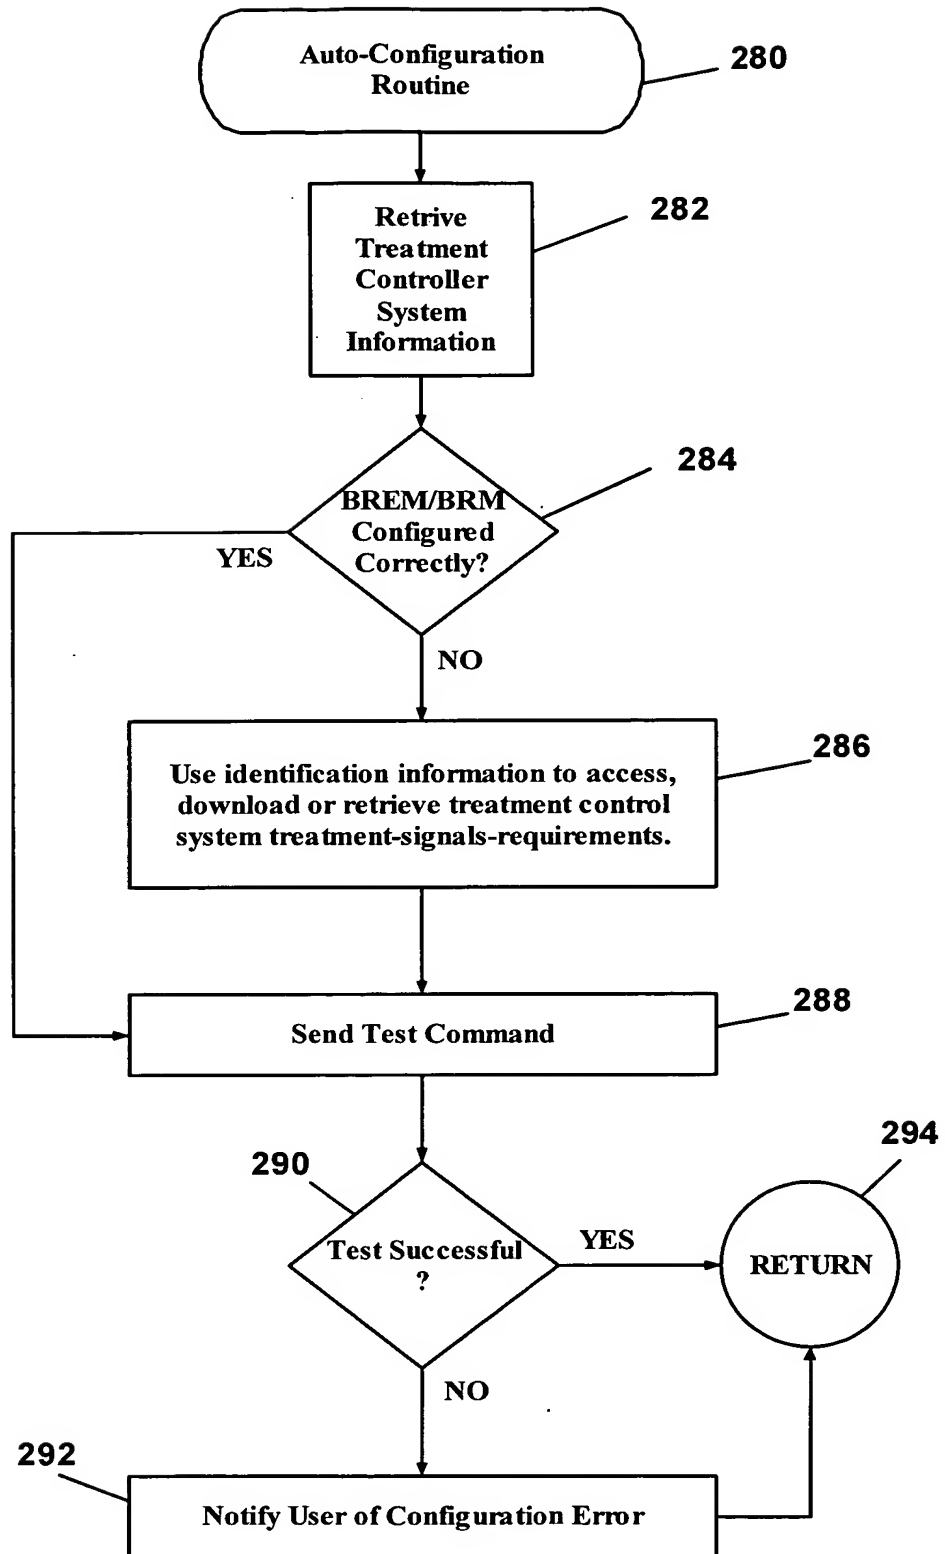 Auto-Configuration
Routine
280
Retrive
Treatment
Controller
System
Information
282
BREM/BRM
Configured
Correctly?
284
YES
NO
Use identification information to access,
download or retrieve treatment control
system treatment-signals-requirements.
286
Send Test Command
288
290
Test Successful
?
YES
294
RETURN
NO
292
Notify User of Configuration Error